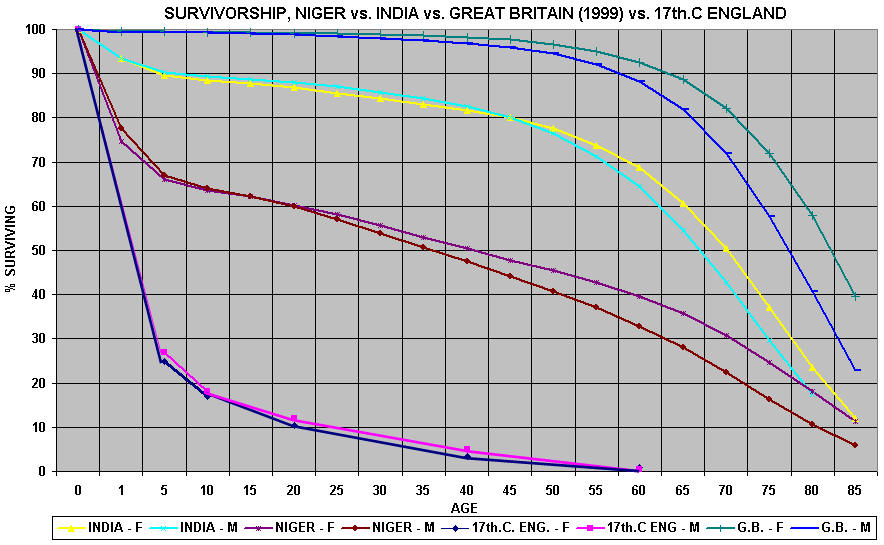 SURVIVORSHIP, NIGER vs. INDIA vs. GREAT BRITAIN (1999) vs. 17th.C ENGLAND
100
90
80
70
60
50
40
30
20
10
0
% SURVIVING
0 1 5 10 15 20 25 30 35 40 45 50 55 60 65 70 75 80 85
AGE
INDIA - F INDIA - M NIGER - F NIGER - M 17th.C. ENG. - F 17th.C ENG - M G.B. - F G.B. - M